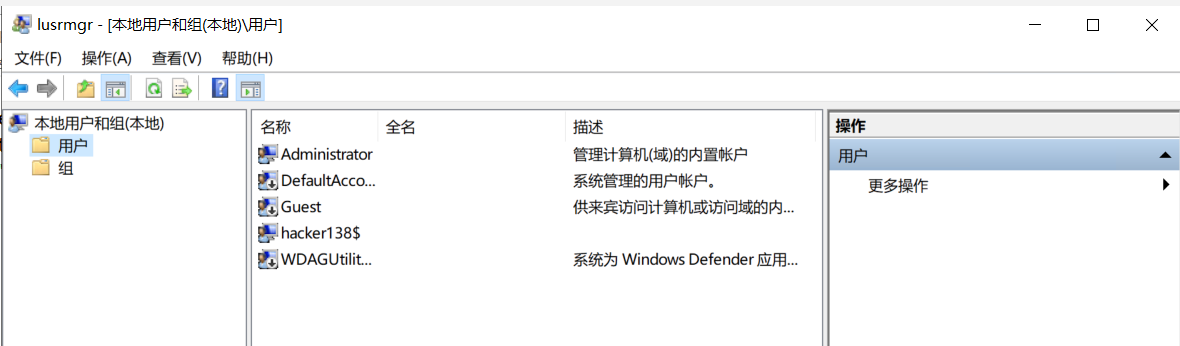 lusrmgr - [本地用户和组(本地)\用户]
文件(F) 操作(A) 查看(V) 帮助(H)
本地用户和组(本地)
用户
组
名称 全名 描述
Administrator 管理计算机(域)的内置帐户
DefaultAcco... 系统管理的用户帐户。
Guest 供来宾访问计算机或访问域的内...
hacker138$
WDAGUtilit... 系统为 Windows Defender 应用...
操作
用户
更多操作